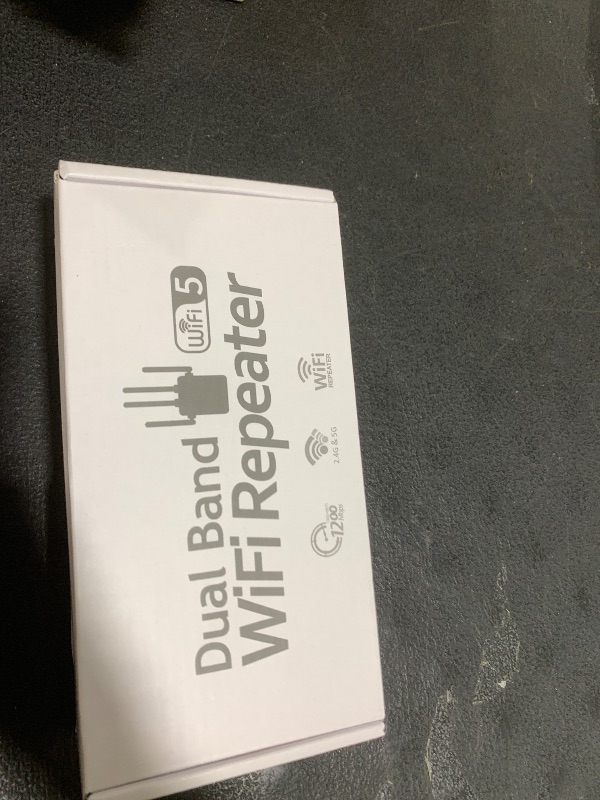 Dual Band
WiFi 5
WiFi Repeater
1200
Mbps
2.4G & 5G
WiFi
REPEATER